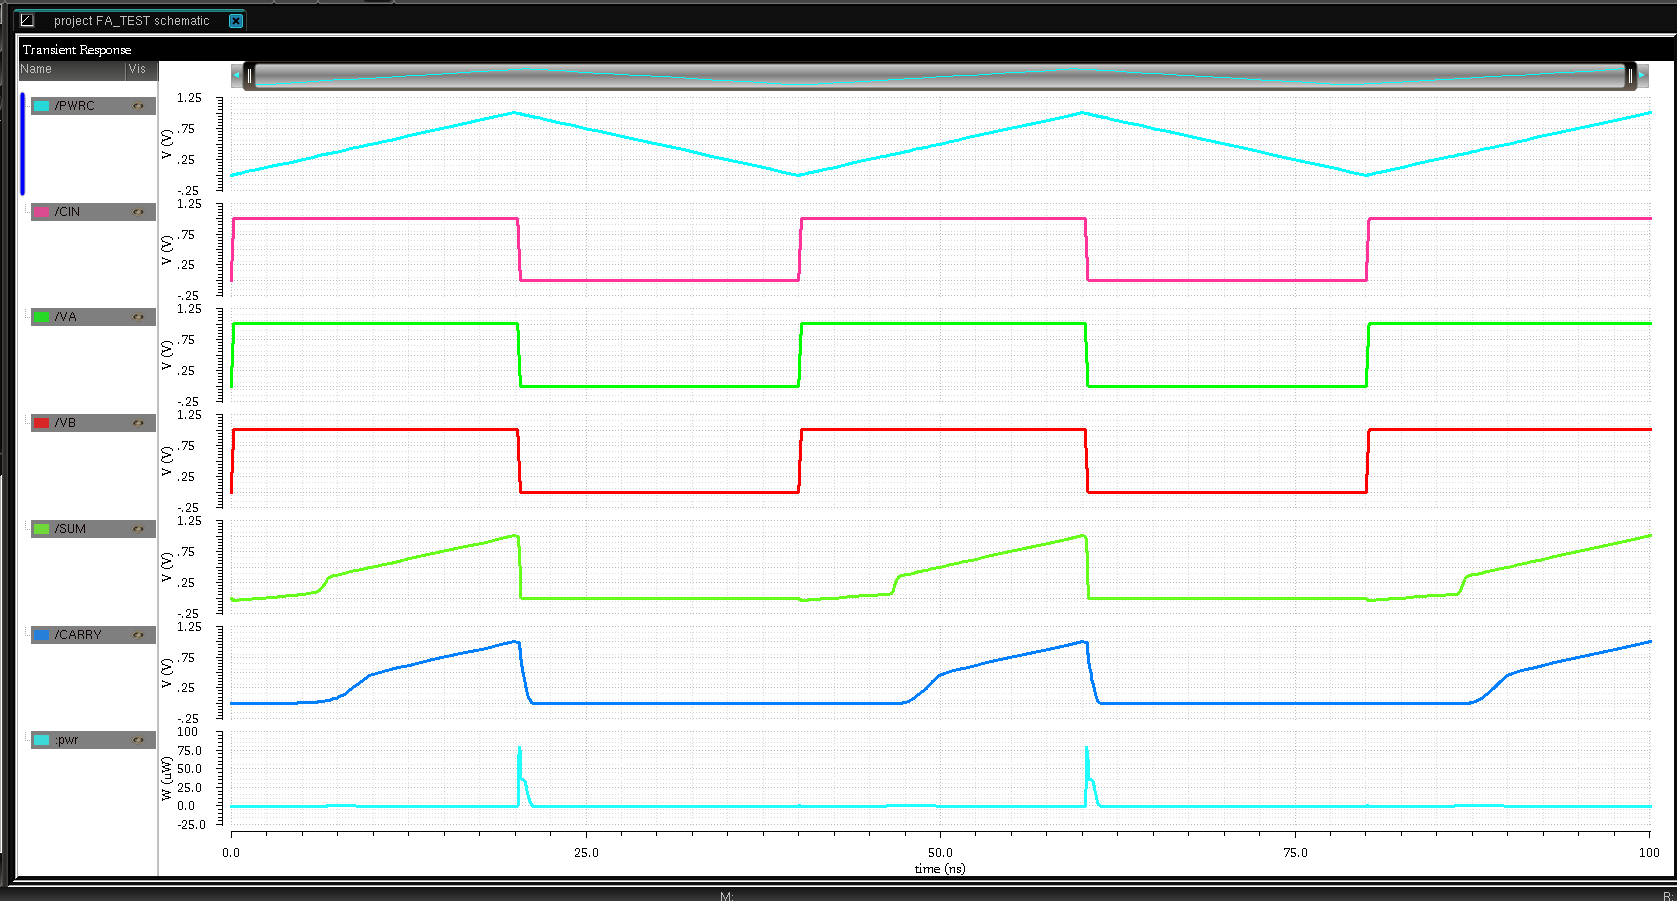 project FA_TEST schematic
Transient Response
Name Vis
/PWRC
1.25
.75
.25
-.25
V (V)
/CIN
1.25
.75
.25
-.25
V (V)
/VA
1.25
.75
.25
-.25
V (V)
/VB
1.25
.75
.25
-.25
V (V)
/SUM
1.25
.75
.25
-.25
V (V)
/CARRY
1.25
.75
.25
-.25
V (V)
:pwr
100
75.0
50.0
25.0
0.0
-25.0
W (uW)
0.0 25.0 50.0 75.0 100
time (ns)
M:
R: